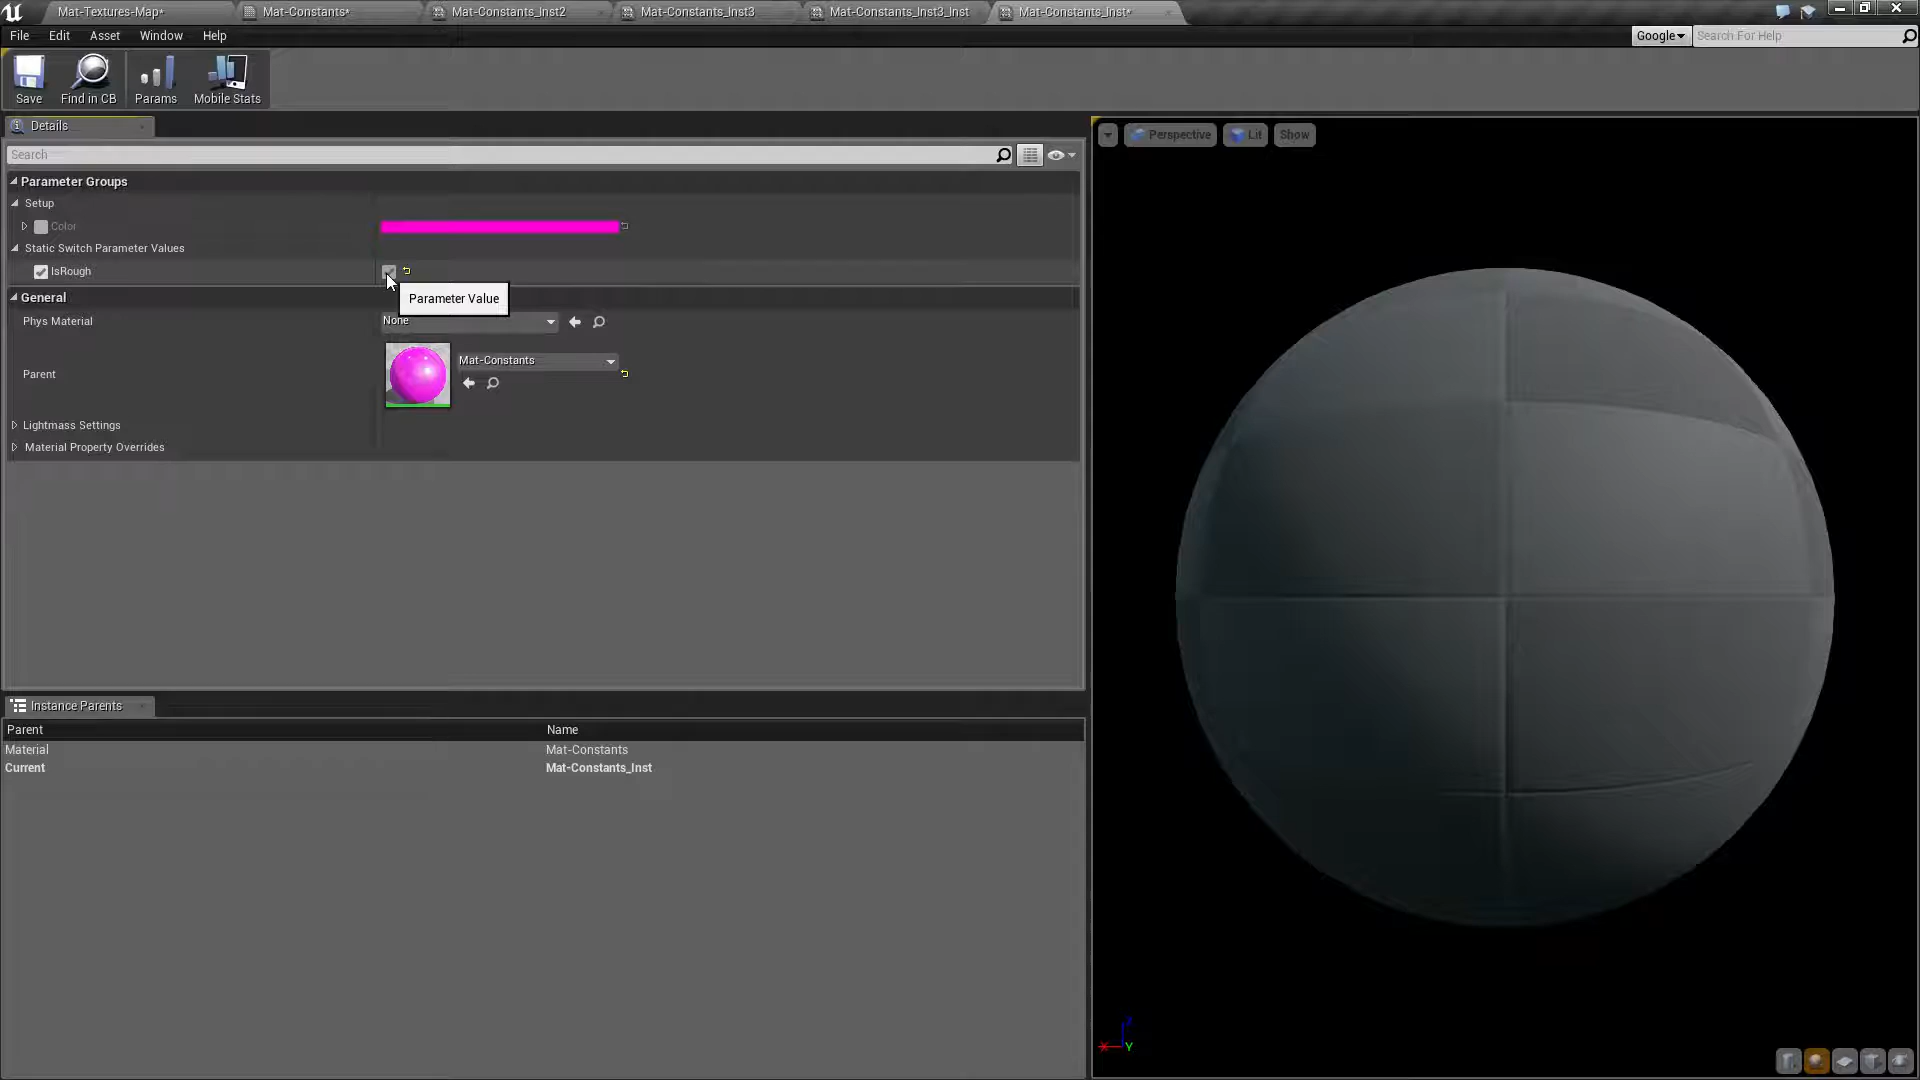 Mat-Textures-Map* Mat-Constants* Mat-Constants_Inst2 Mat-Constants_Inst3 Mat-Constants_Inst3_Inst Mat-Constants_Inst*
File Edit Asset Window Help
Google Search For Help
Save Find in CB Params Mobile Stats
Details
Perspective Lit Show
Search
Parameter Groups
Setup
Color
Static Switch Parameter Values
IsRough
Parameter Value
General
Phys Material None
Mat-Constants
Parent
Lightmass Settings
Material Property Overrides
Instance Parents
Parent Name
Material Mat-Constants
Current Mat-Constants_Inst
Z
X Y